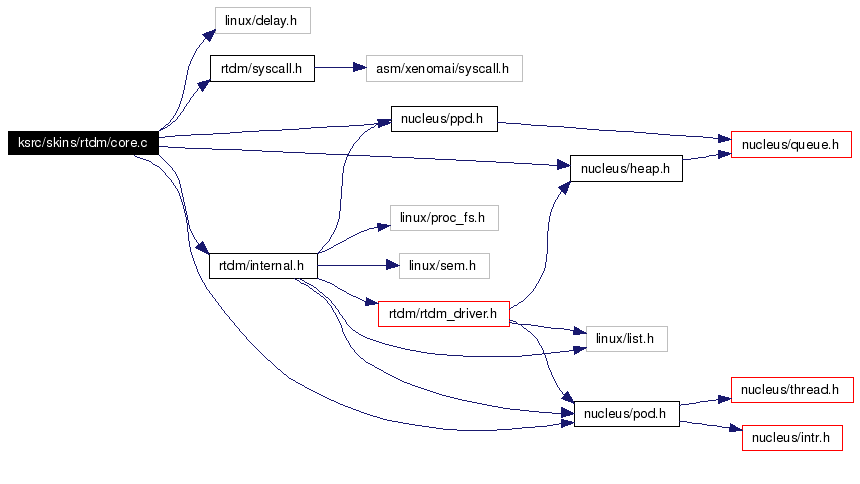 linux/delay.h
rtdm/syscall.h
asm/xenomai/syscall.h
nucleus/ppd.h
ksrc/skins/rtdm/core.c
nucleus/queue.h
nucleus/heap.h
linux/proc_fs.h
rtdm/internal.h
linux/sem.h
rtdm/rtdm_driver.h
linux/list.h
nucleus/thread.h
nucleus/pod.h
nucleus/intr.h